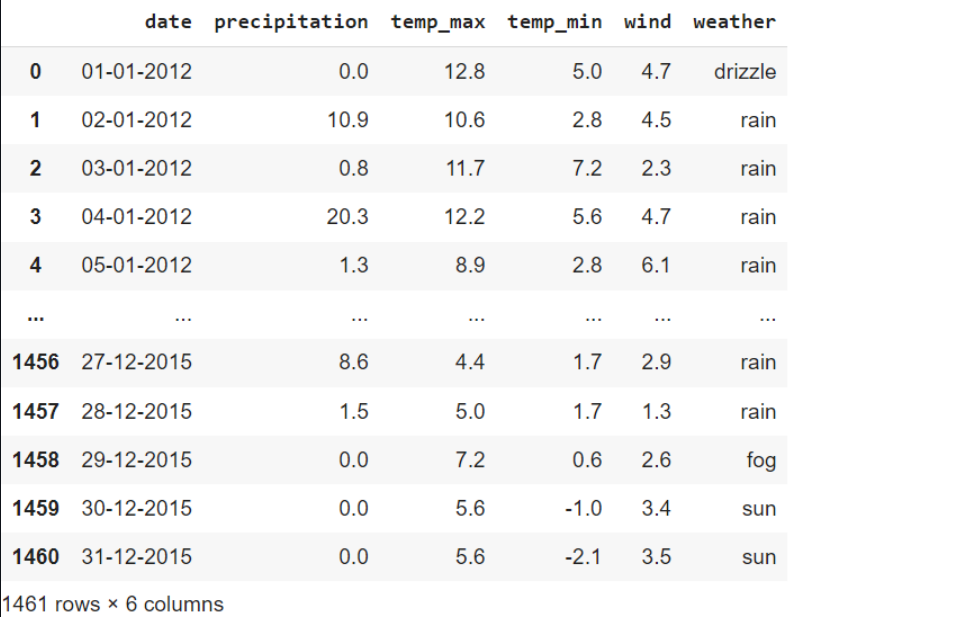 date precipitation temp_max temp_min wind weather
0 01-01-2012 0.0 12.8 5.0 4.7 drizzle
1 02-01-2012 10.9 10.6 2.8 4.5 rain
2 03-01-2012 0.8 11.7 7.2 2.3 rain
3 04-01-2012 20.3 12.2 5.6 4.7 rain
4 05-01-2012 1.3 8.9 2.8 6.1 rain
... ... ... ... ... ... ...
1456 27-12-2015 8.6 4.4 1.7 2.9 rain
1457 28-12-2015 1.5 5.0 1.7 1.3 rain
1458 29-12-2015 0.0 7.2 0.6 2.6 fog
1459 30-12-2015 0.0 5.6 -1.0 3.4 sun
1460 31-12-2015 0.0 5.6 -2.1 3.5 sun
1461 rows × 6 columns